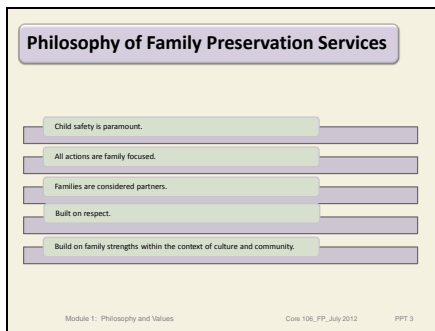 Philosophy of Family Preservation Services
Child safety is paramount.
All actions are family focused.
Families are considered partners.
Built on respect.
Build on family strengths within the context of culture and community.
Module 1: Philosophy and Values Core 106_FP_July 2012 PPT 3